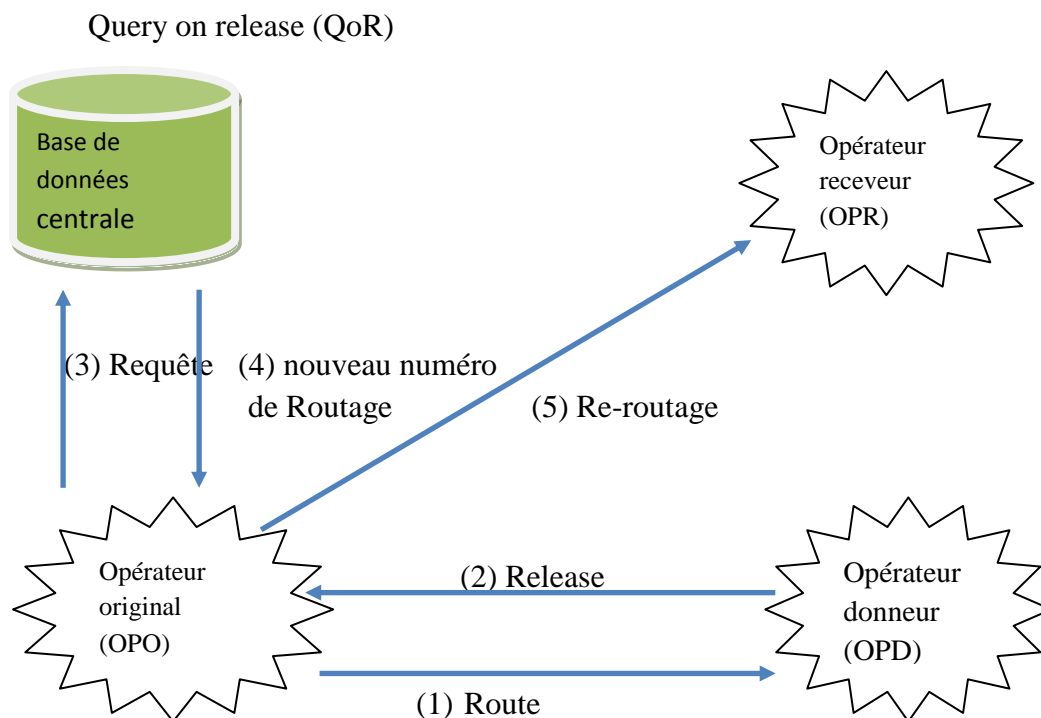 Query on release (QoR)
Base de
données
centrale
Opérateur
receveur
(OPR)
(3) Requête
(4) nouveau numéro
de Routage
(5) Re-routage
Opérateur
original
(OPO)
(2) Release
Opérateur
donneur
(OPD)
(1) Route